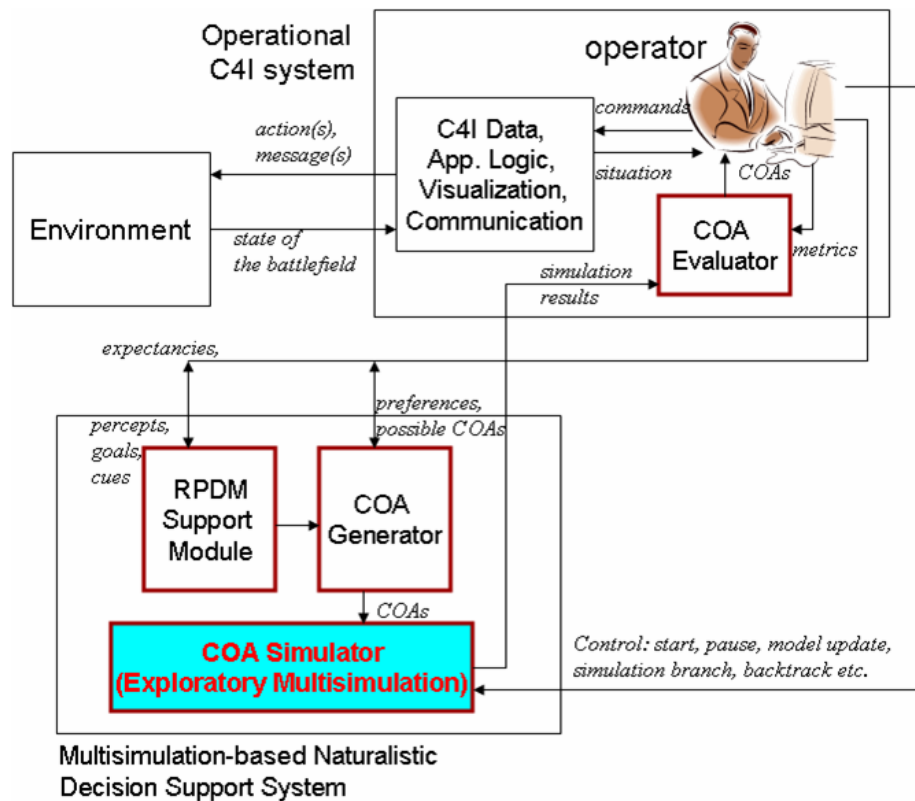 Operational
C4I system
operator
commands
action(s),
message(s)
C4I Data,
App. Logic,
Visualization,
Communication
situation
COAs
Environment
state of
the battlefield
COA
Evaluator
metrics
simulation
results
expectancies,
preferences,
possible COAs
percepts,
goals,
cues
RPDM
Support
Module
COA
Generator
COAs
COA Simulator
(Exploratory Multisimulation)
Control: start, pause, model update,
simulation branch, backtrack etc.
Multisimulation-based Naturalistic
Decision Support System